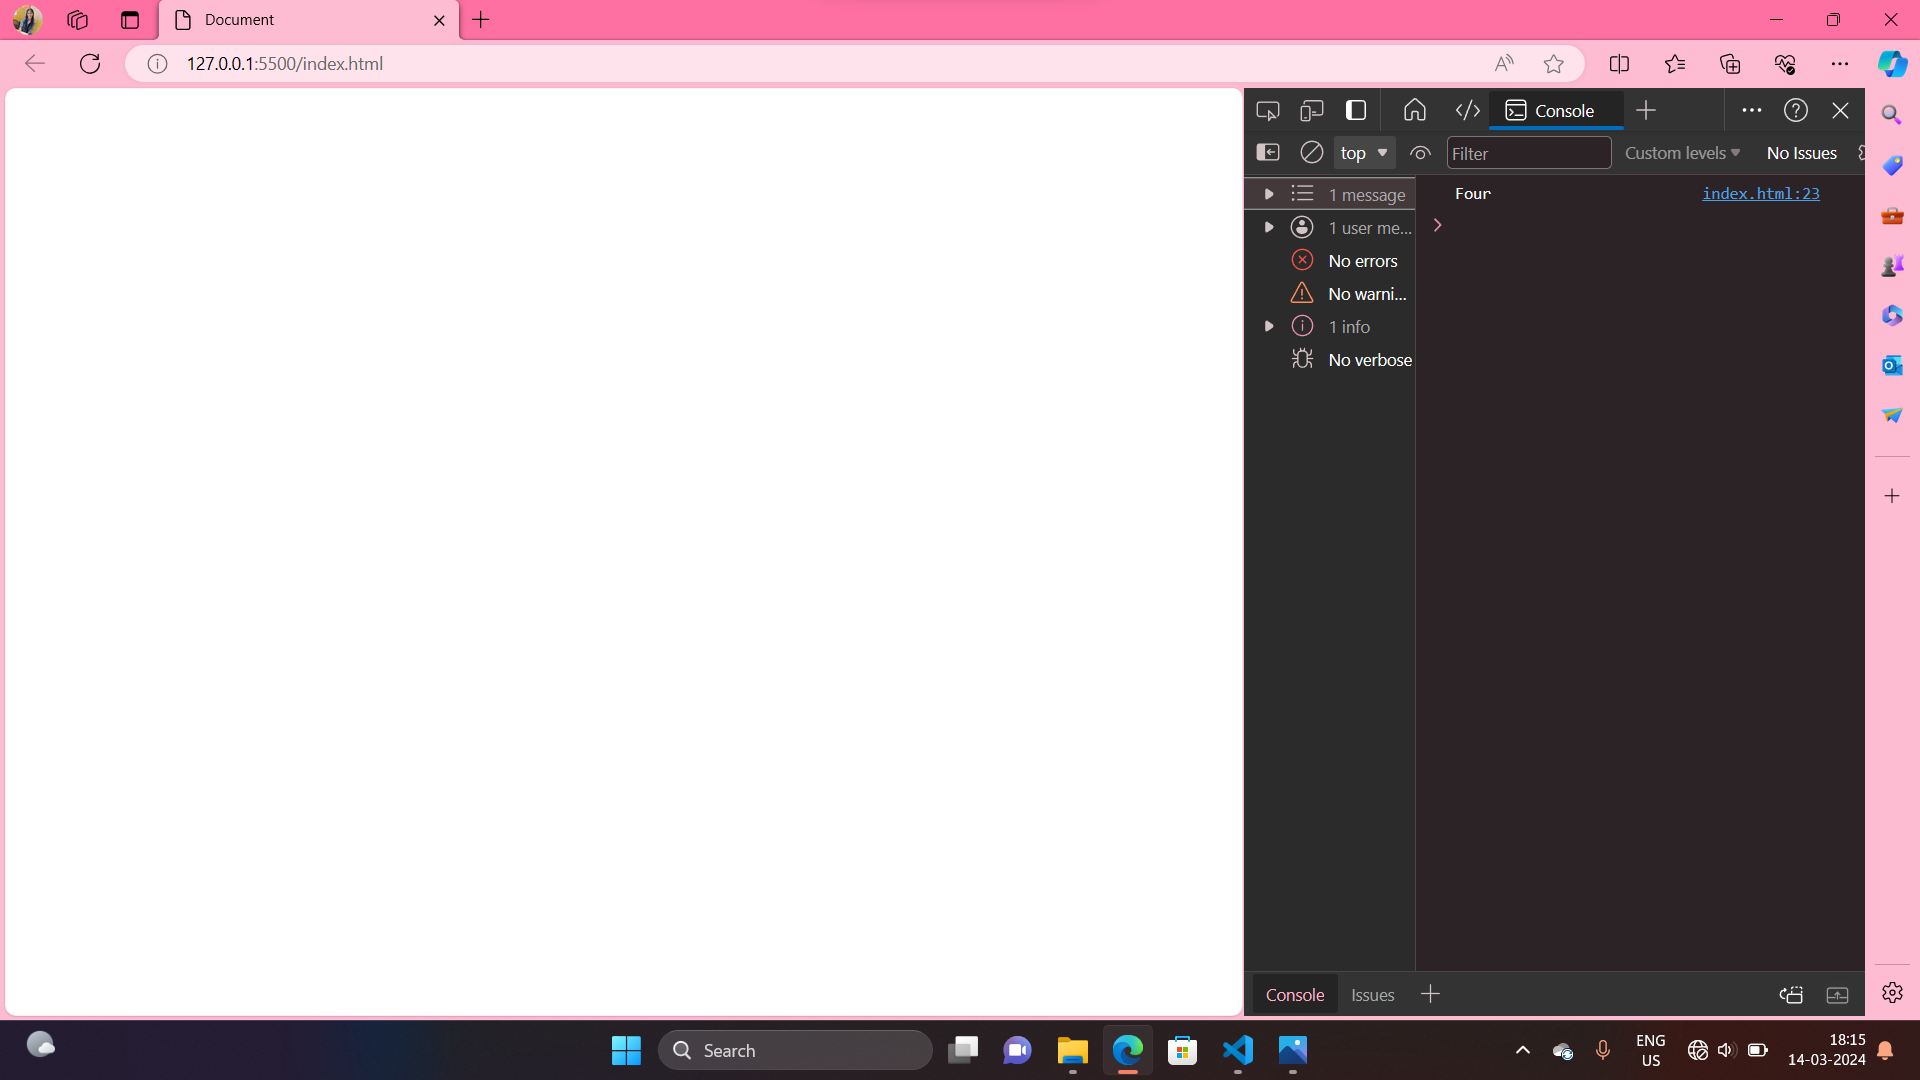 Document
127.0.0.1:5500/index.html
Console
top
Filter
Custom levels
No Issues
1 message
Four
index.html:23
1 user me...
No errors
No warni...
1 info
No verbose
Console
Issues
Search
ENG
US
18:15
14-03-2024